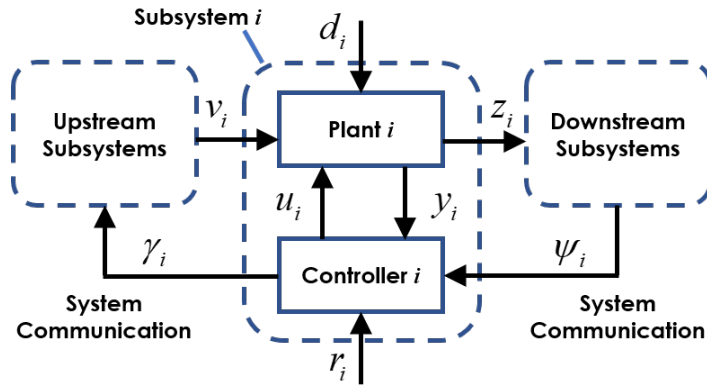 Subsystem i
d_i
Upstream
Subsystems
v_i
Plant i
z_i
Downstream
Subsystems
u_i
y_i
γ_i
Controller i
ψ_i
System
Communication
System
Communication
r_i